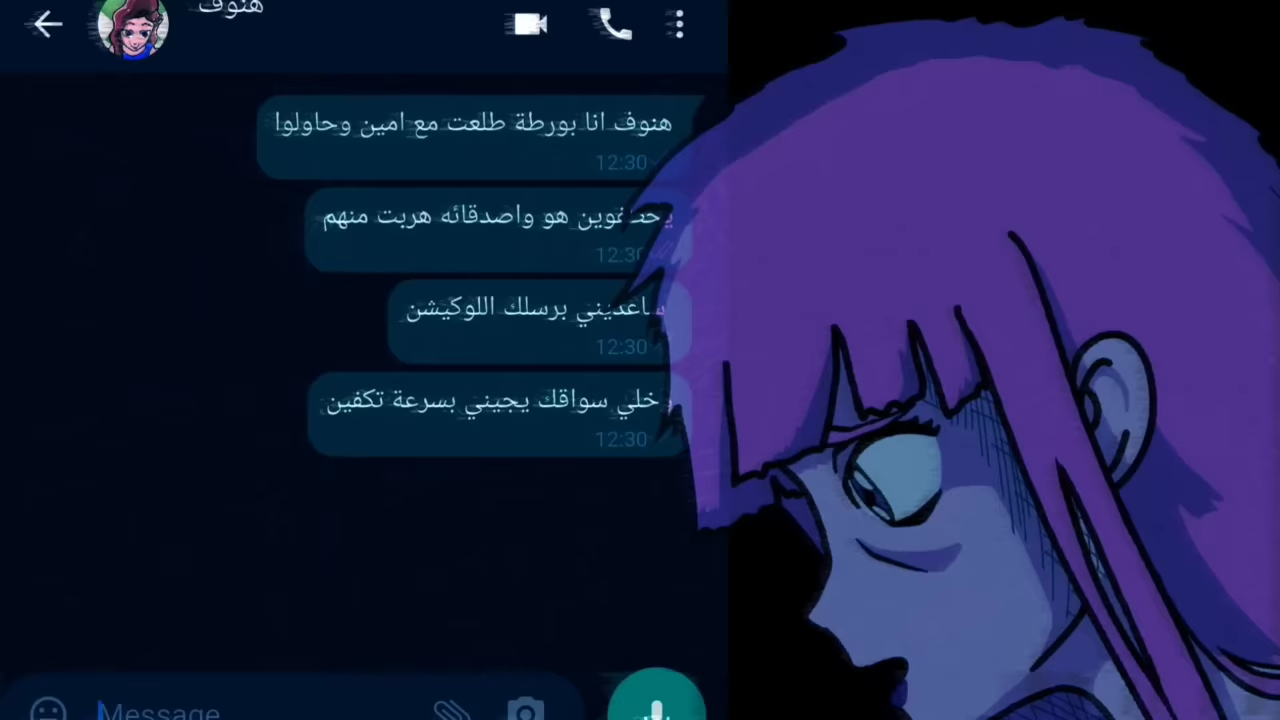 هنوف
هنوف انا بورطة طلعت مع امين وحاولوا
12:30
هو واصدقائه هربت منهم
12:30
ساعديني برسلك اللوكيشن
12:30
خلي سواقك يجيني بسرعة تكفين
12:30
Message